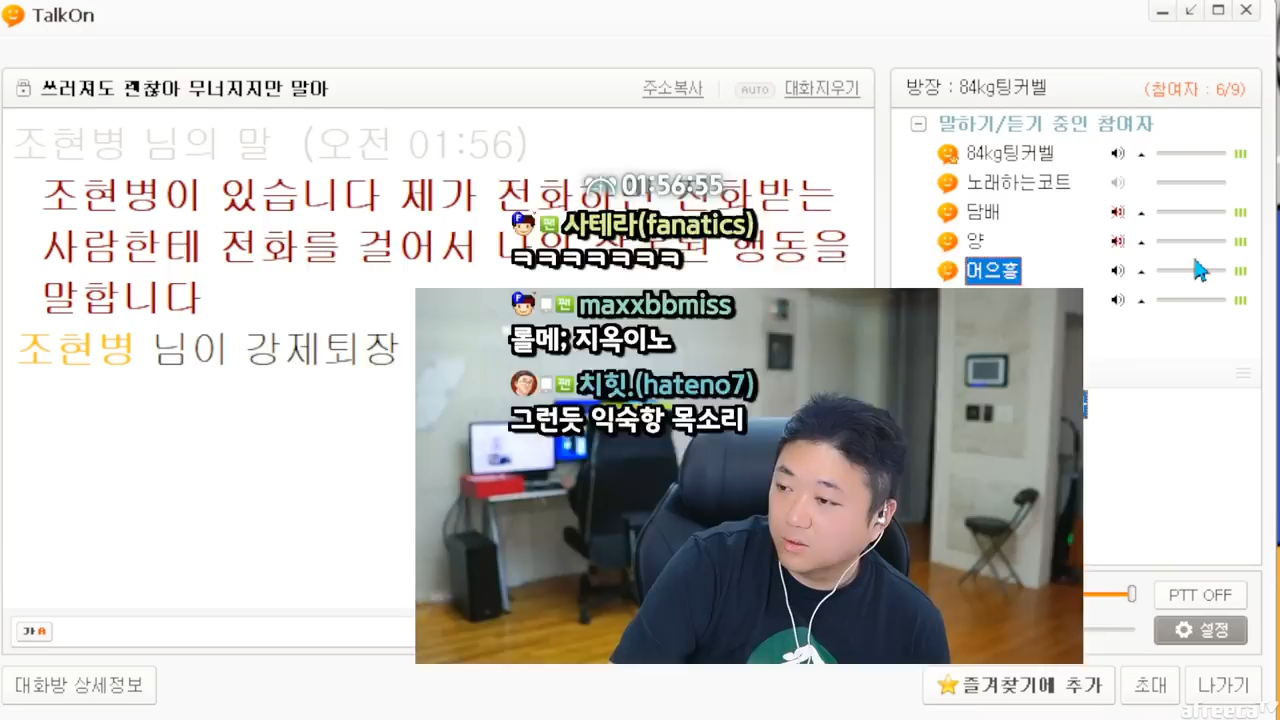 TalkOn
쓰러져도 괜찮아 무너지지만 말아
주소복사
AUTO
대화지우기
조현병 님의 말 (오전 01:56)
조현병이 있습니다 제가 전화하던 전화받는
사람한테 전화를 걸어서 행동을
말합니다
조현병 님이 강제퇴장
01:56:55
팬 사테라(fanatics)
ㅋㅋㅋㅋㅋㅋㅋ
팬 maxxbbmiss
롤메; 지옥이노
팬 치힛.(hateno7)
그런듯 익숙항 목소리
방장 : 84kg팅커벨
(참여자 : 6/9)
말하기/듣기 중인 참여자
84kg팅커벨
노래하는코트
담배
양
머으흥
PTT OFF
설정
가A
대화방 상세정보
즐겨찾기에 추가
초대
나가기
afreecaTV